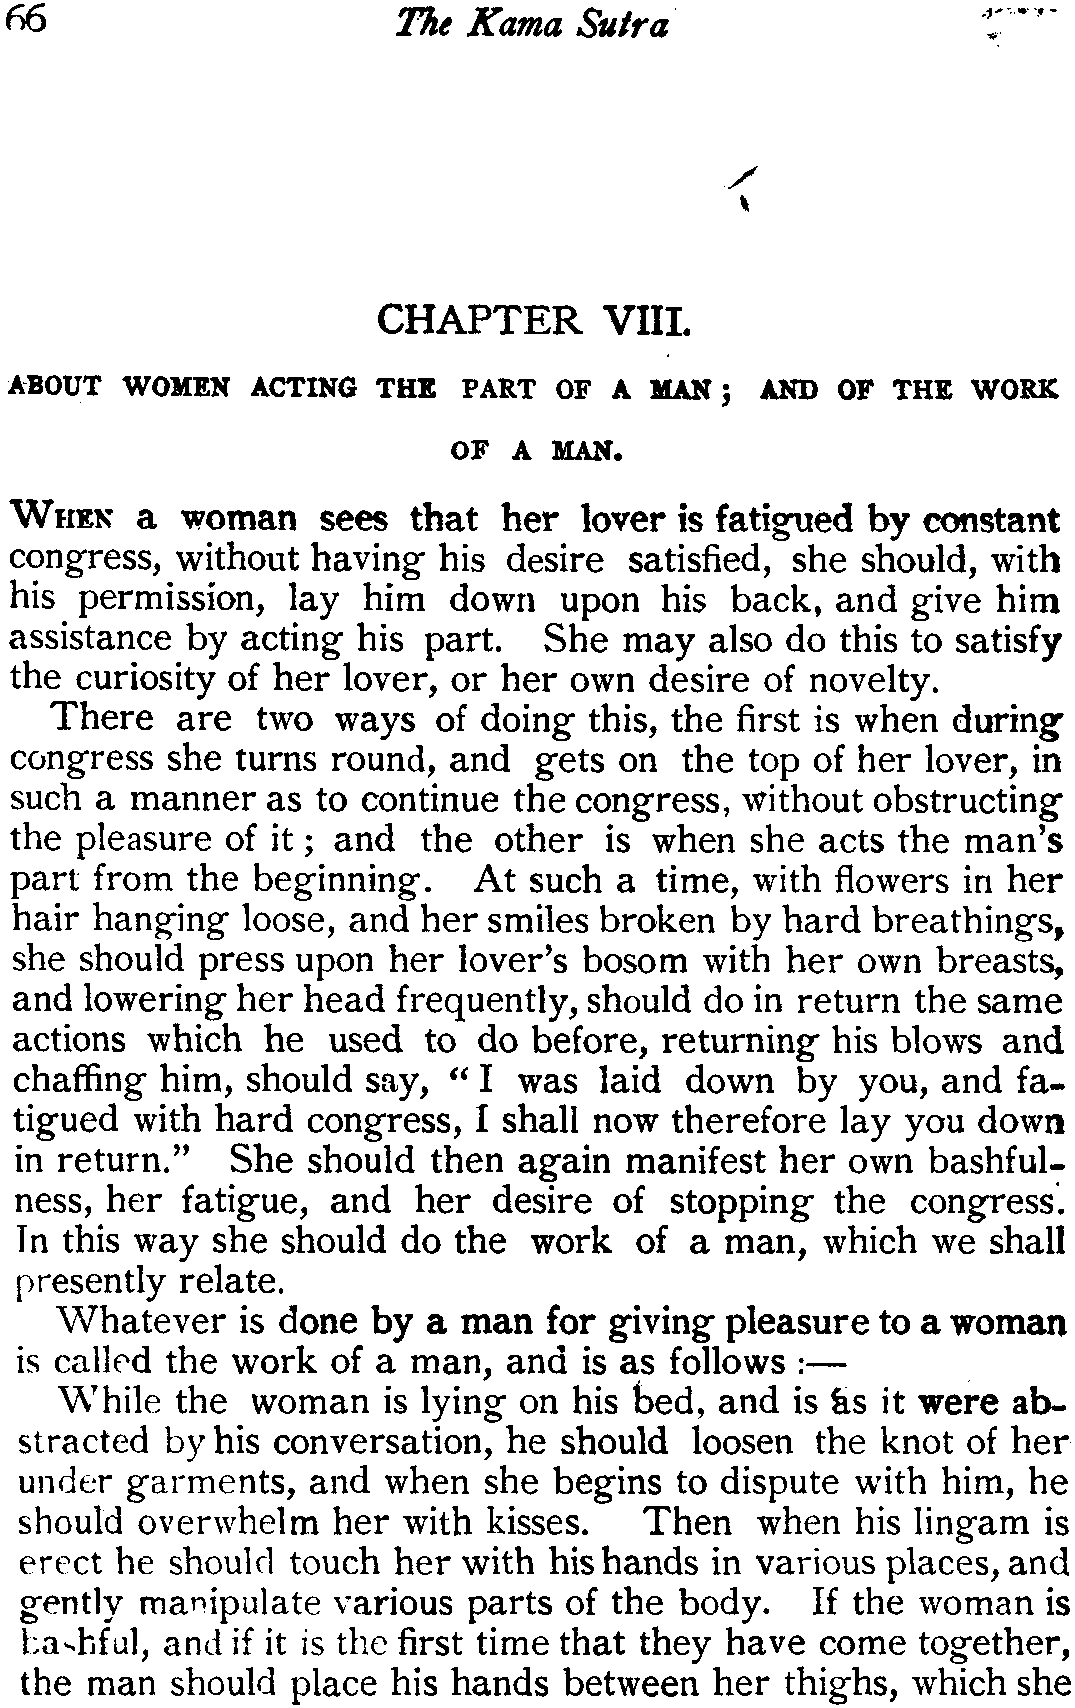 66 The Kama Sutra
CHAPTER VIII.
ABOUT WOMEN ACTING THE PART OF A MAN; AND OF THE WORK
OF A MAN.
WHEN a woman sees that her lover is fatigued by constant
congress, without having his desire satisfied, she should, with
his permission, lay him down upon his back, and give him
assistance by acting his part. She may also do this to satisfy
the curiosity of her lover, or her own desire of novelty.
There are two ways of doing this, the first is when during
congress she turns round, and gets on the top of her lover, in
such a manner as to continue the congress, without obstructing
the pleasure of it; and the other is when she acts the man's
part from the beginning. At such a time, with flowers in her
hair hanging loose, and her smiles broken by hard breathings,
she should press upon her lover's bosom with her own breasts,
and lowering her head frequently, should do in return the same
actions which he used to do before, returning his blows and
chaffing him, should say, "I was laid down by you, and fa-
tigued with hard congress, I shall now therefore lay you down
in return." She should then again manifest her own bashful-
ness, her fatigue, and her desire of stopping the congress.
In this way she should do the work of a man, which we shall
presently relate.
Whatever is done by a man for giving pleasure to a woman
is called the work of a man, and is as follows :—
While the woman is lying on his bed, and is as it were ab-
stracted by his conversation, he should loosen the knot of her
under garments, and when she begins to dispute with him, he
should overwhelm her with kisses. Then when his lingam is
erect he should touch her with his hands in various places, and
gently manipulate various parts of the body. If the woman is
bashful, and if it is the first time that they have come together,
the man should place his hands between her thighs, which she